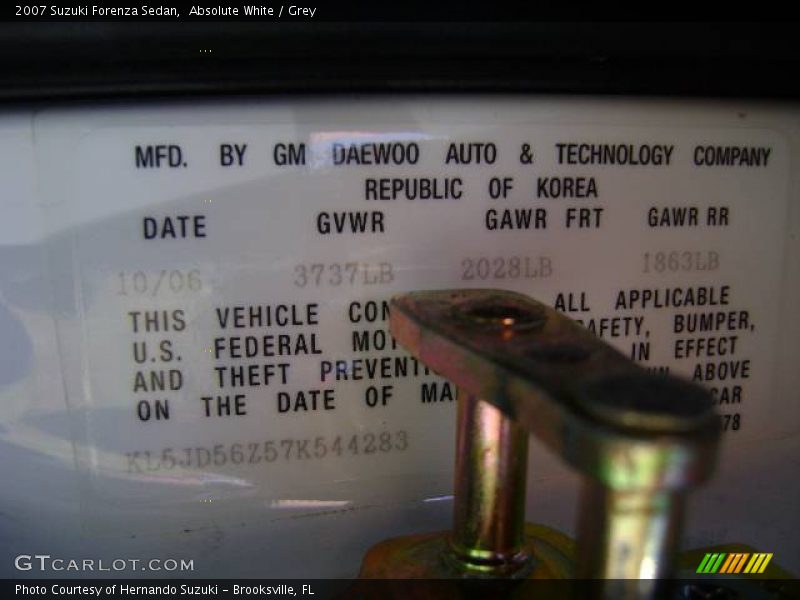 2007 Suzuki Forenza Sedan,  Absolute White / Grey
MFD. BY GM DAEWOO AUTO & TECHNOLOGY COMPANY
REPUBLIC OF KOREA
DATE GVWR GAWR FRT GAWR RR
10/06 3737LB 2028LB 1863LB
THIS VEHICLE CON ALL APPLICABLE
U.S. FEDERAL MOT AFETY, BUMPER,
AND THEFT PREVENTI IN EFFECT
ON THE DATE OF MA ABOVE
CAR
78
KL5JD56Z57K544283
GTCARLOT.COM
Photo Courtesy of Hernando Suzuki – Brooksville, FL